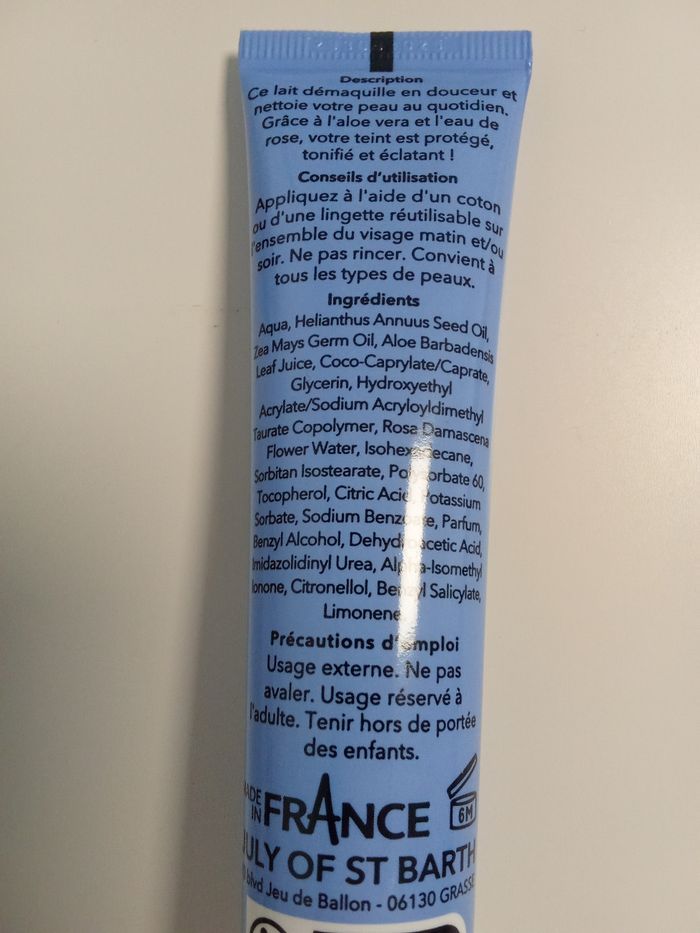 Description
Ce lait démaquille en douceur et
nettoie votre peau au quotidien.
Grâce à l'aloe vera et l'eau de
rose, votre teint est protégé,
tonifié et éclatant !
Conseils d'utilisation
Appliquez à l'aide d'un coton
ou d'une lingette réutilisable sur
l'ensemble du visage matin et/ou
soir. Ne pas rincer. Convient à
tous les types de peaux.
Ingrédients
Aqua, Helianthus Annuus Seed Oil,
Zea Mays Germ Oil, Aloe Barbadensis
Leaf Juice, Coco-Caprylate/Caprate,
Glycerin, Hydroxyethyl
Acrylate/Sodium Acryloyldimethyl
Taurate Copolymer, Rosa Damascena
Flower Water, Isohexadecane,
Sorbitan Isostearate, Polysorbate 60,
Tocopherol, Citric Acid, Potassium
Sorbate, Sodium Benzoate, Parfum,
Benzyl Alcohol, Dehydroacetic Acid,
Imidazolidinyl Urea, Alpha-Isomethyl
Ionone, Citronellol, Benzyl Salicylate,
Limonene
Précautions d'emploi
Usage externe. Ne pas
avaler. Usage réservé à
l'adulte. Tenir hors de portée
des enfants.
MADE IN FRANCE
6M
JULY OF ST BARTH
blvd Jeu de Ballon - 06130 GRASSE